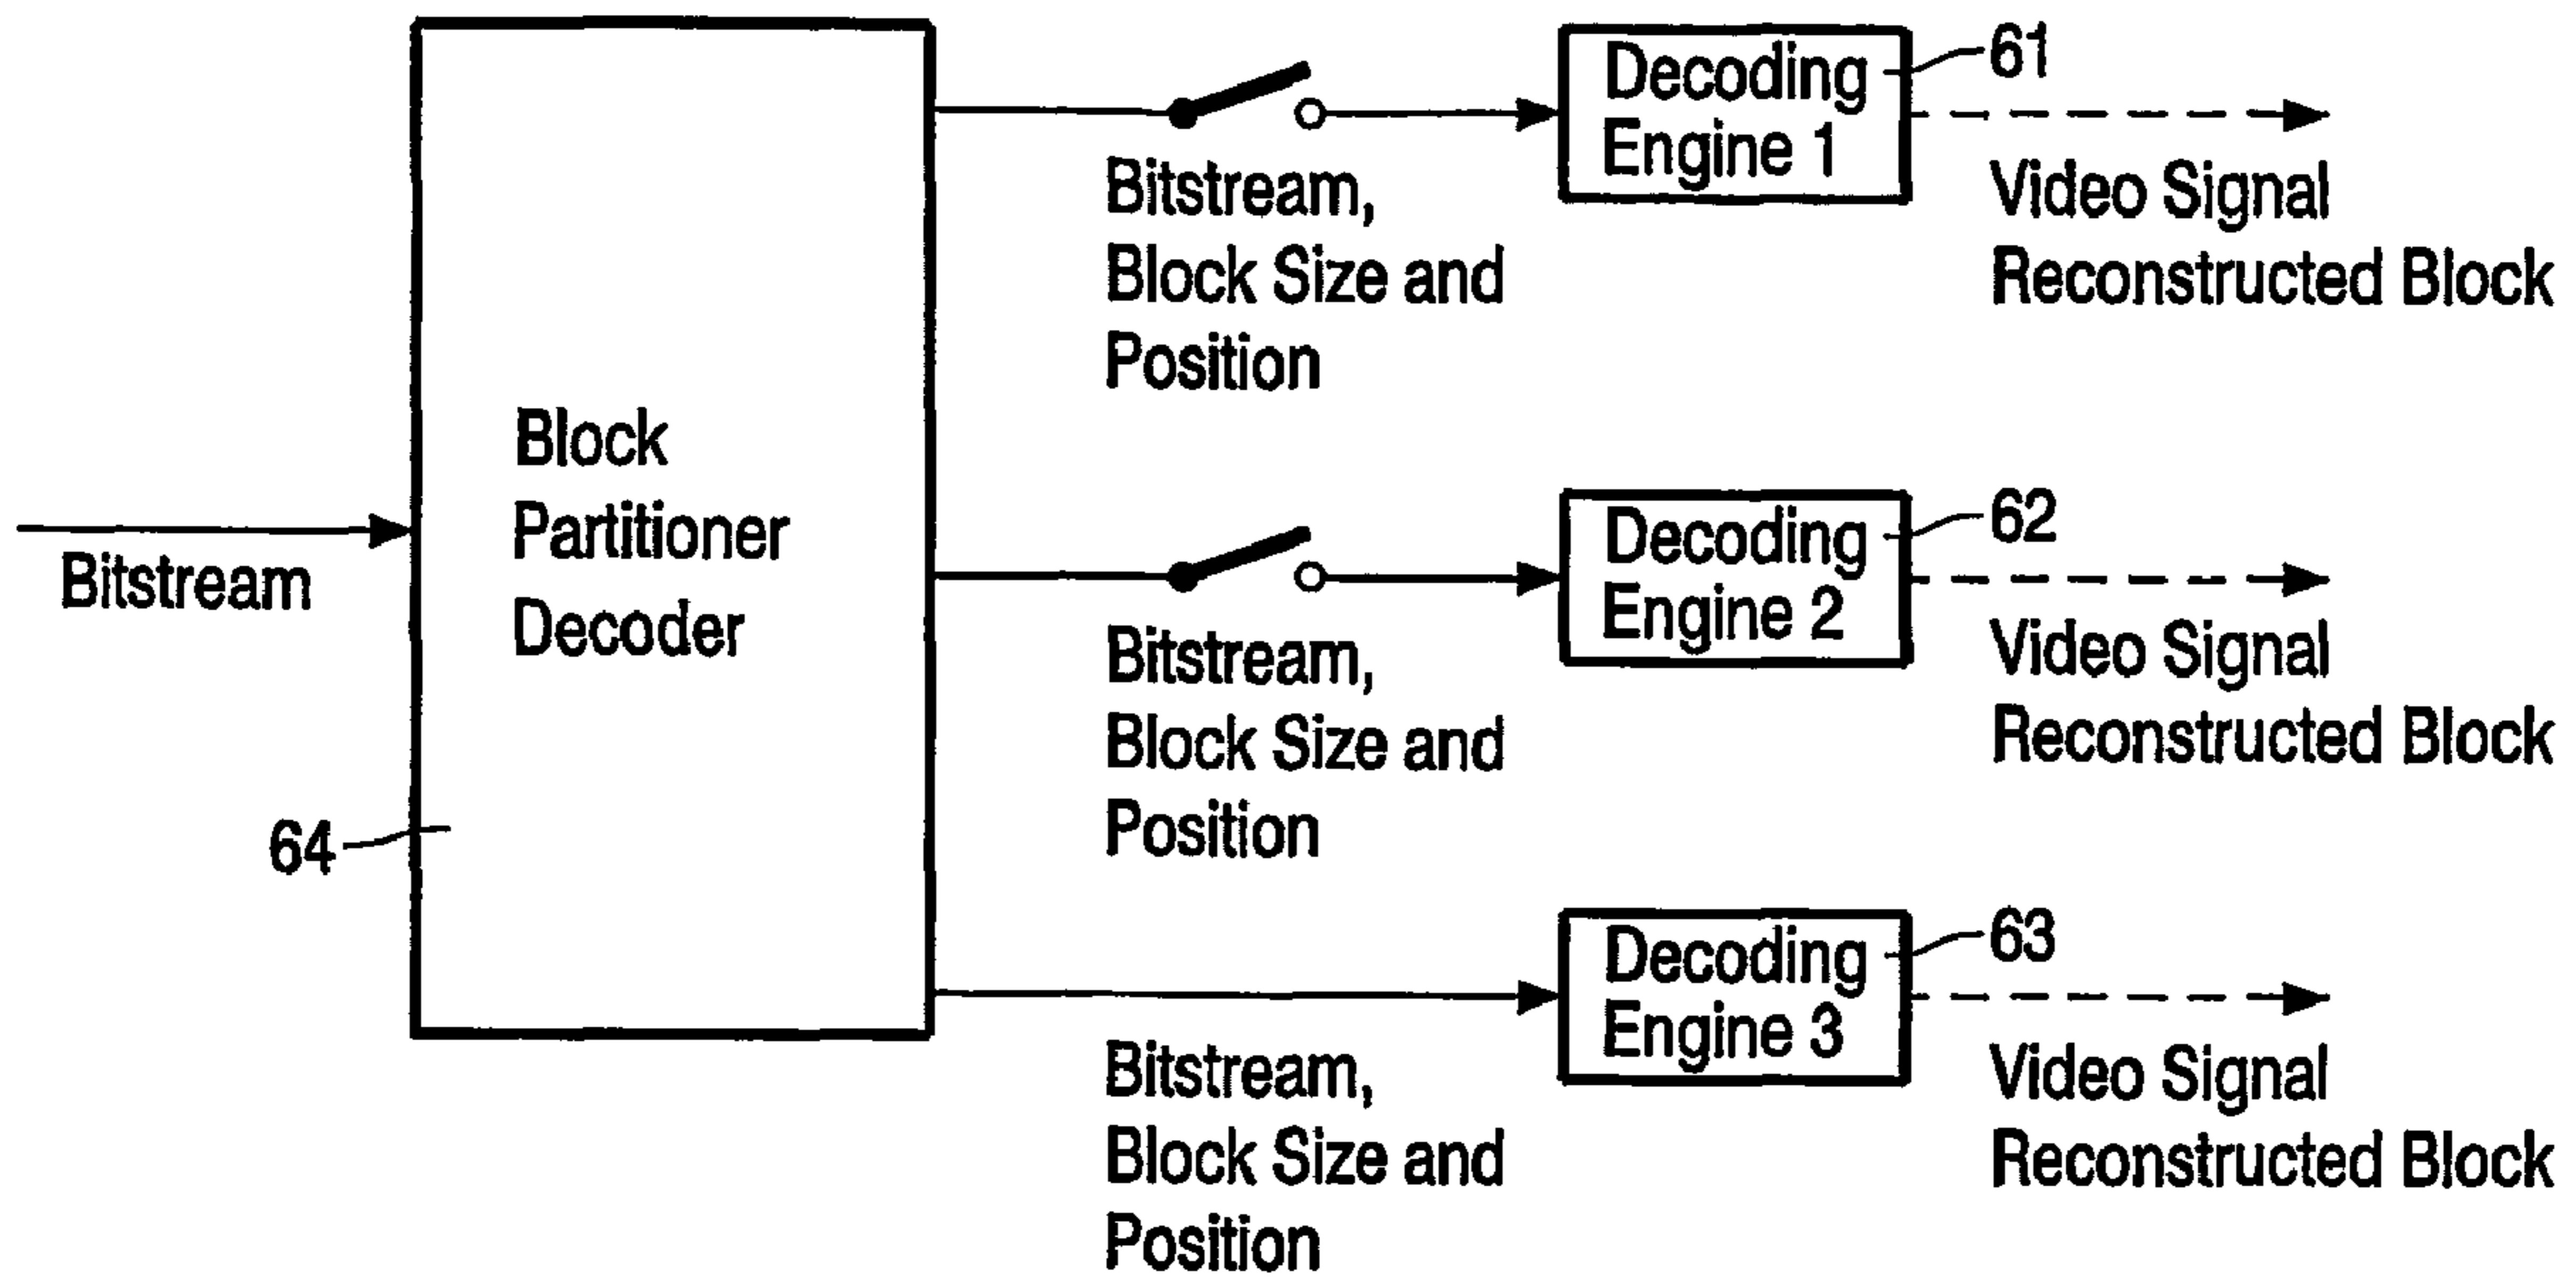 Bitstream
Block
Partitioner
Decoder
64
Bitstream,
Block Size and
Position
Decoding
Engine 1
61
Video Signal
Reconstructed Block
Bitstream,
Block Size and
Position
Decoding
Engine 2
62
Video Signal
Reconstructed Block
Bitstream,
Block Size and
Position
Decoding
Engine 3
63
Video Signal
Reconstructed Block